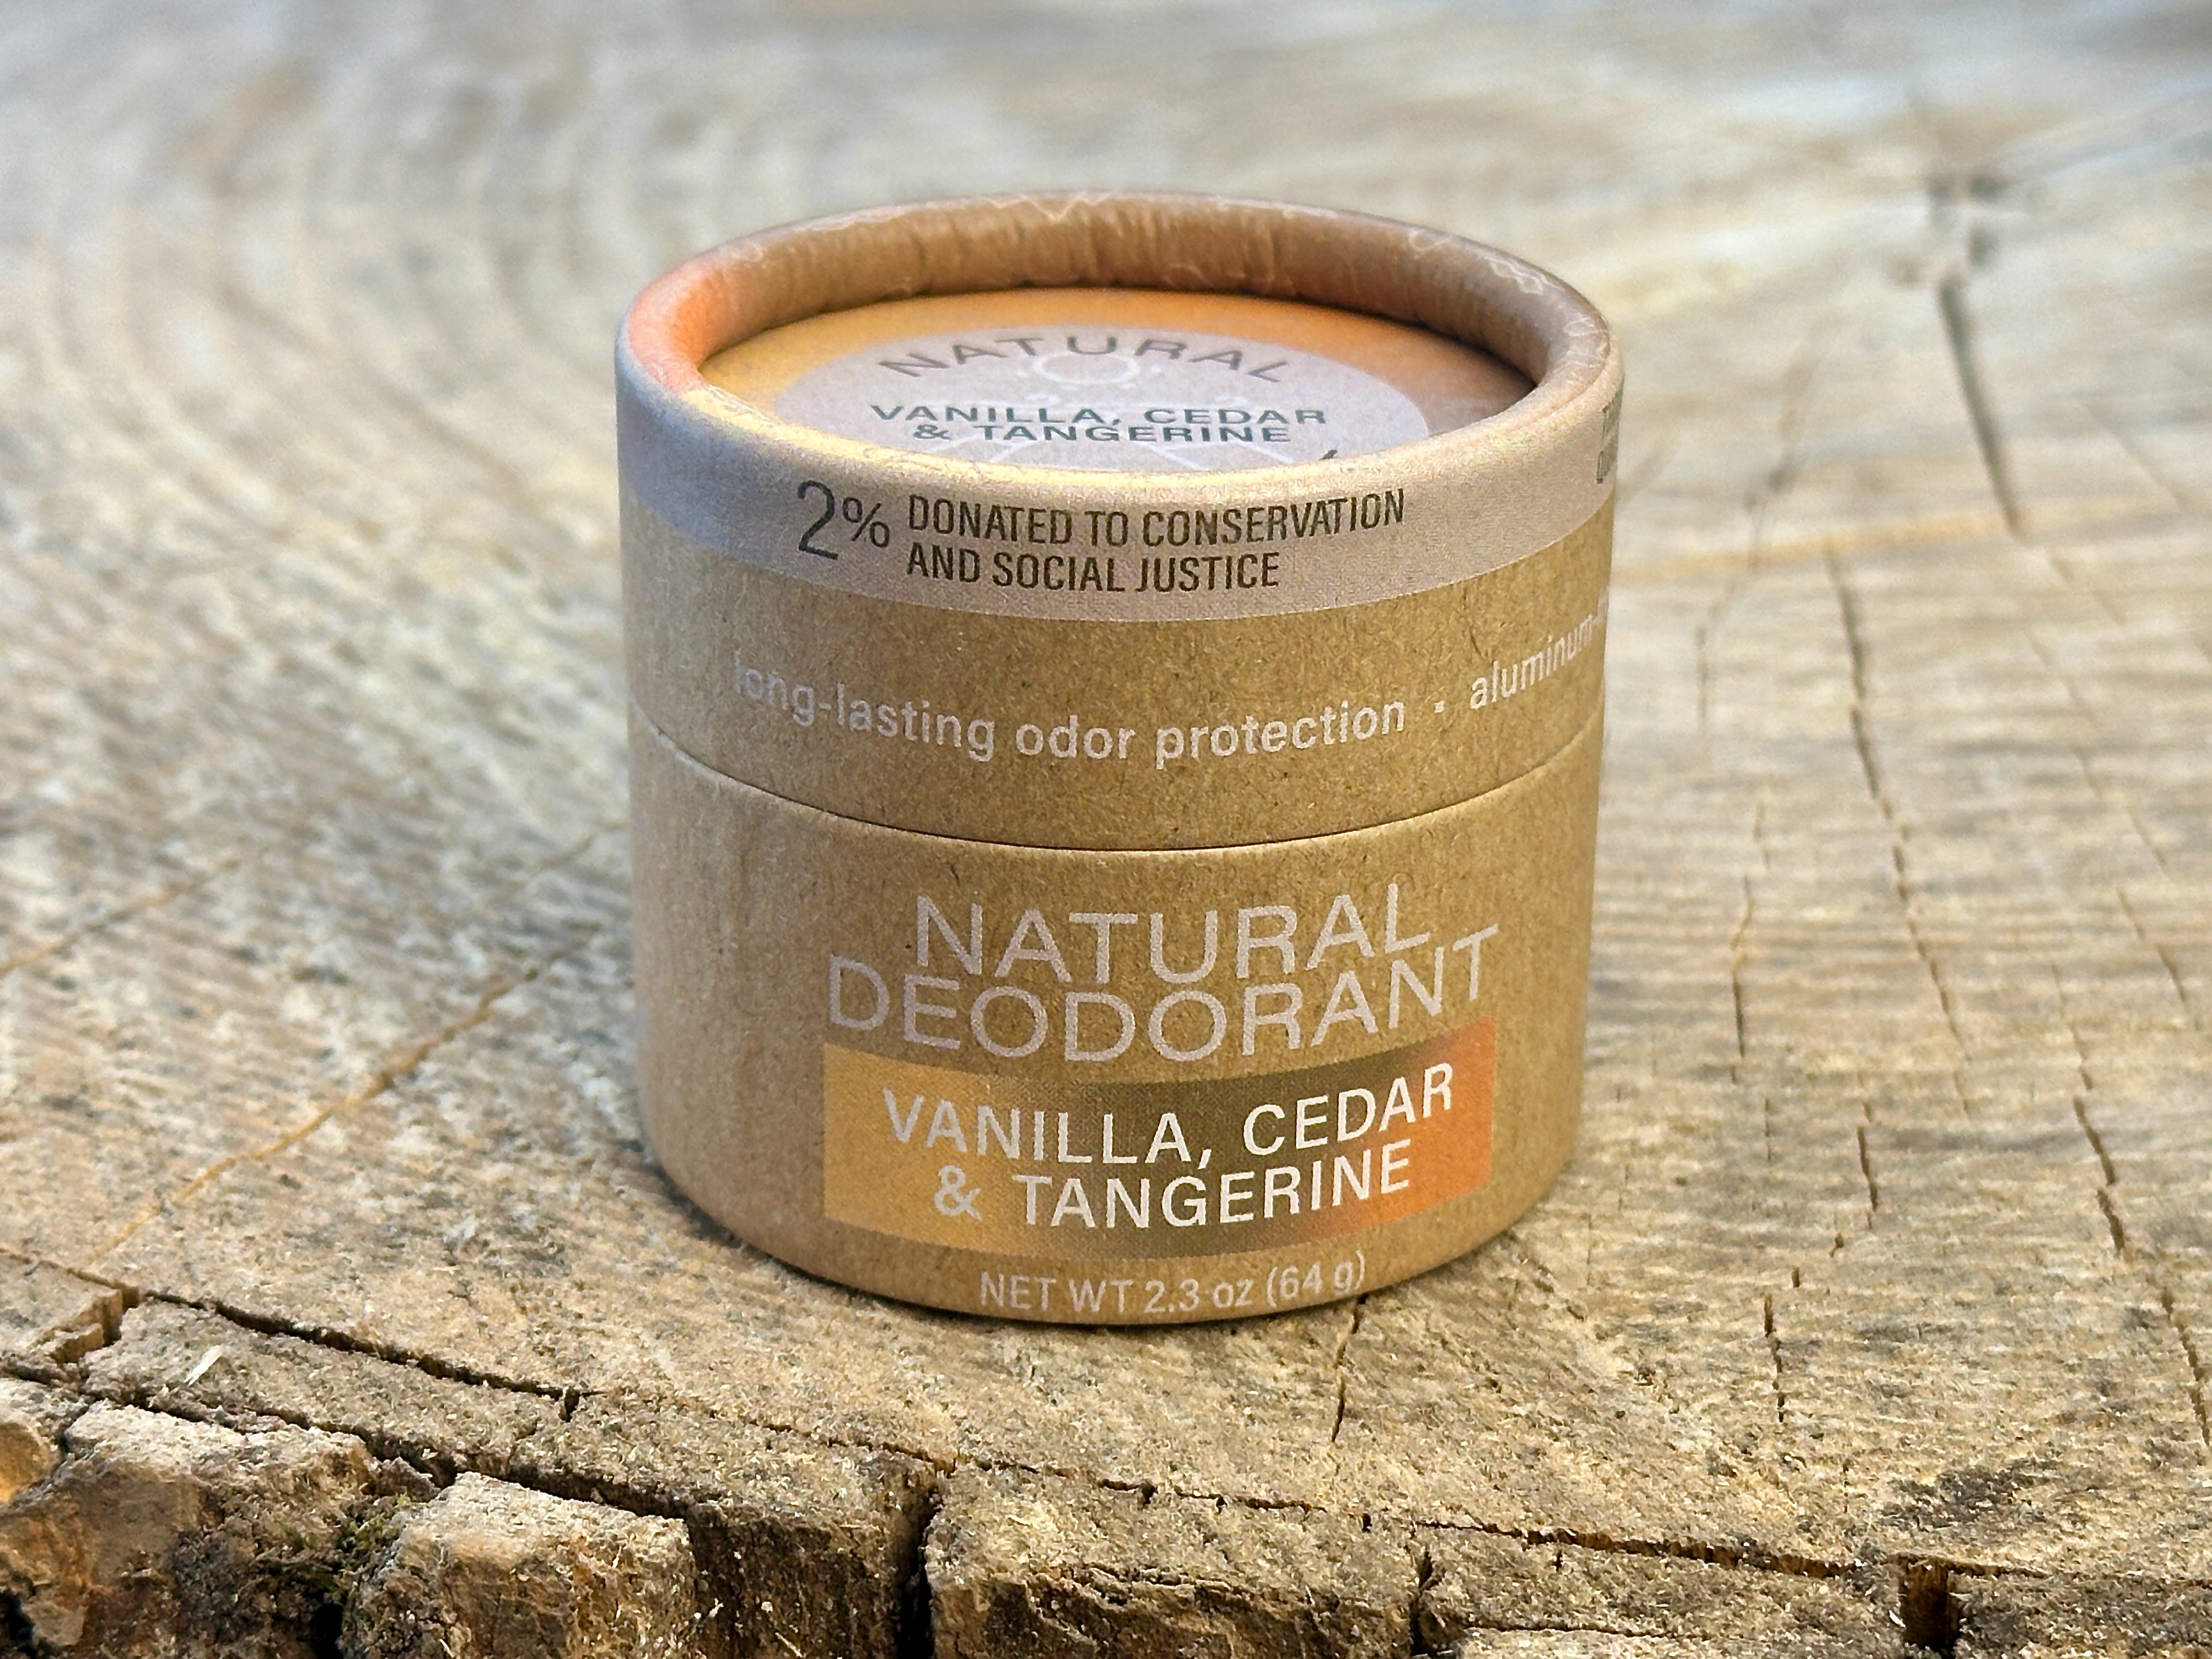 NATURAL
VANILLA, CEDAR
& TANGERINE
2% DONATED TO CONSERVATION
AND SOCIAL JUSTICE
long-lasting odor protection · aluminum-
NATURAL
DEODORANT
VANILLA, CEDAR
& TANGERINE
NET WT 2.3 oz (64 g)